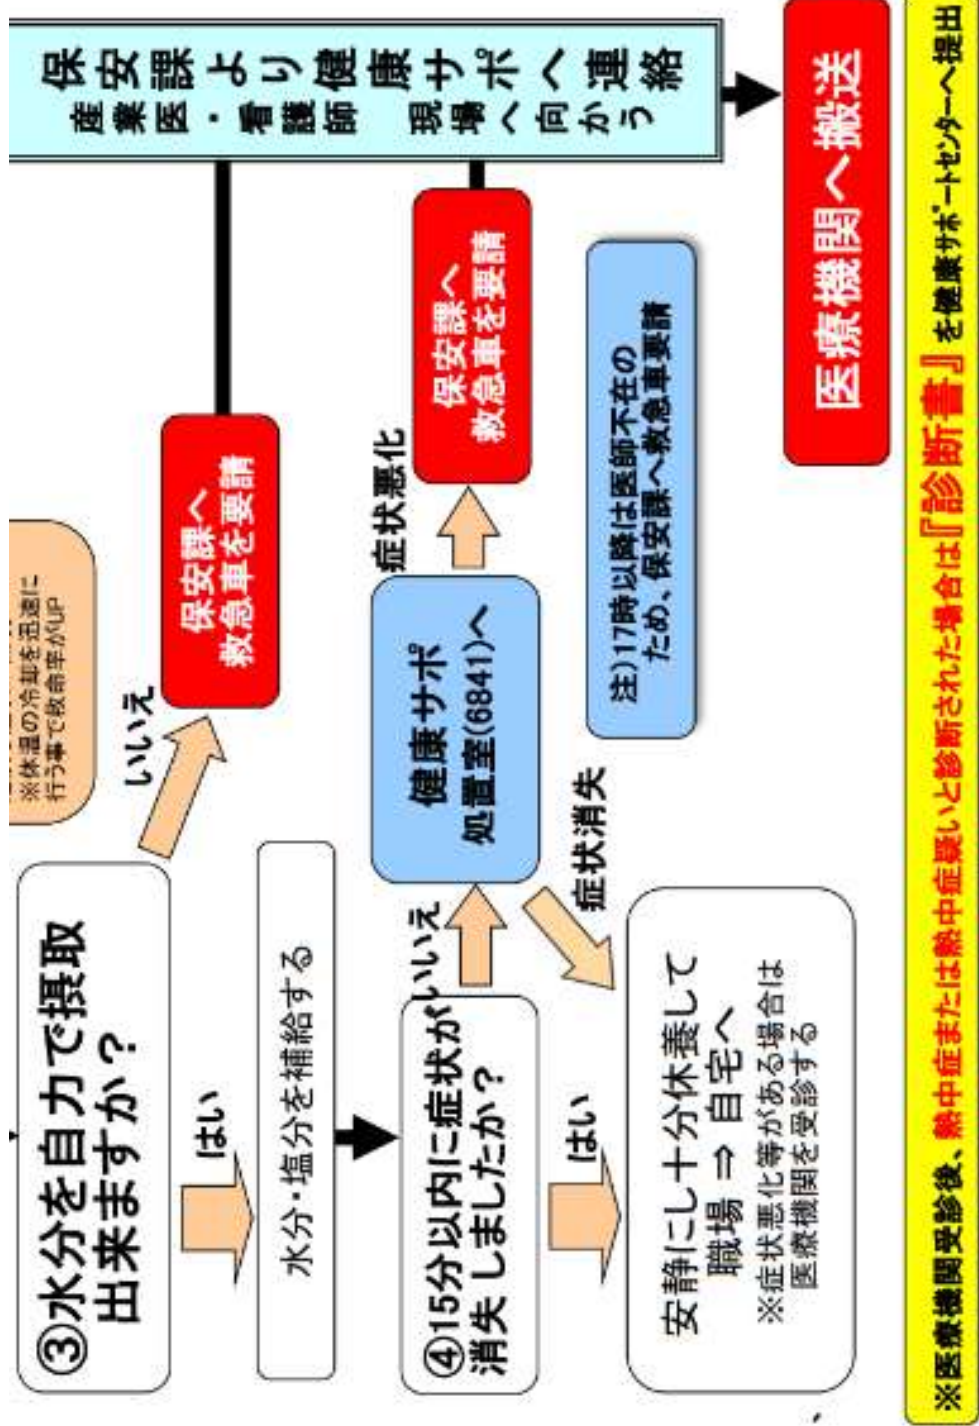 ※体温の冷却を迅速に
行う事で救命率がUP
③水分を自力で摂取
出来ますか？
いいえ
保安課へ
救急車を要請
保安課より健康サポへ連絡
産業医・看護師　現場へ向かう
はい
水分・塩分を補給する
④15分以内に症状が
消失しましたか？
いいえ
健康サポ
処置室(6841)へ
症状悪化
保安課へ
救急車を要請
はい
症状消失
注)17時以降は医師不在の
ため、保安課へ救急車要請
安静にし十分休養して
職場⇒自宅へ
※症状悪化等がある場合は
医療機関を受診する
医療機関へ搬送
※医療機関受診後、熱中症または熱中症疑いと診断された場合は『診断書』を健康サポートセンターへ提出